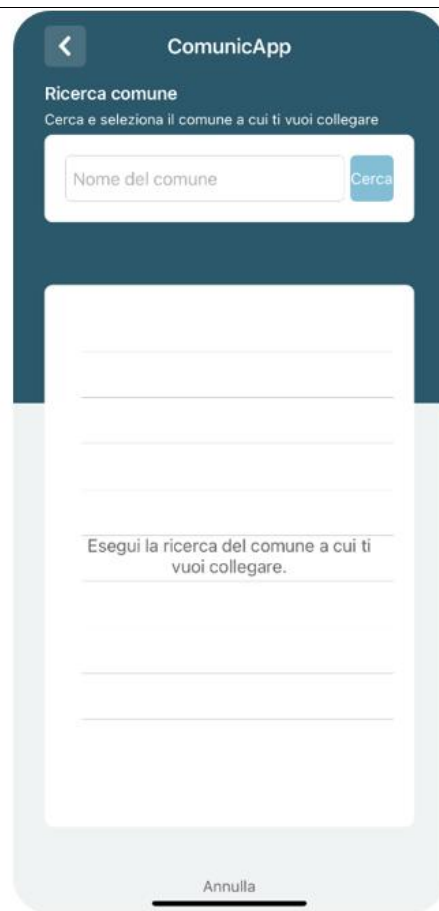 ComunicApp
Ricerca comune
Cerca e seleziona il comune a cui ti vuoi collegare
Nome del comune
Cerca
Esegui la ricerca del comune a cui ti
vuoi collegare.
Annulla